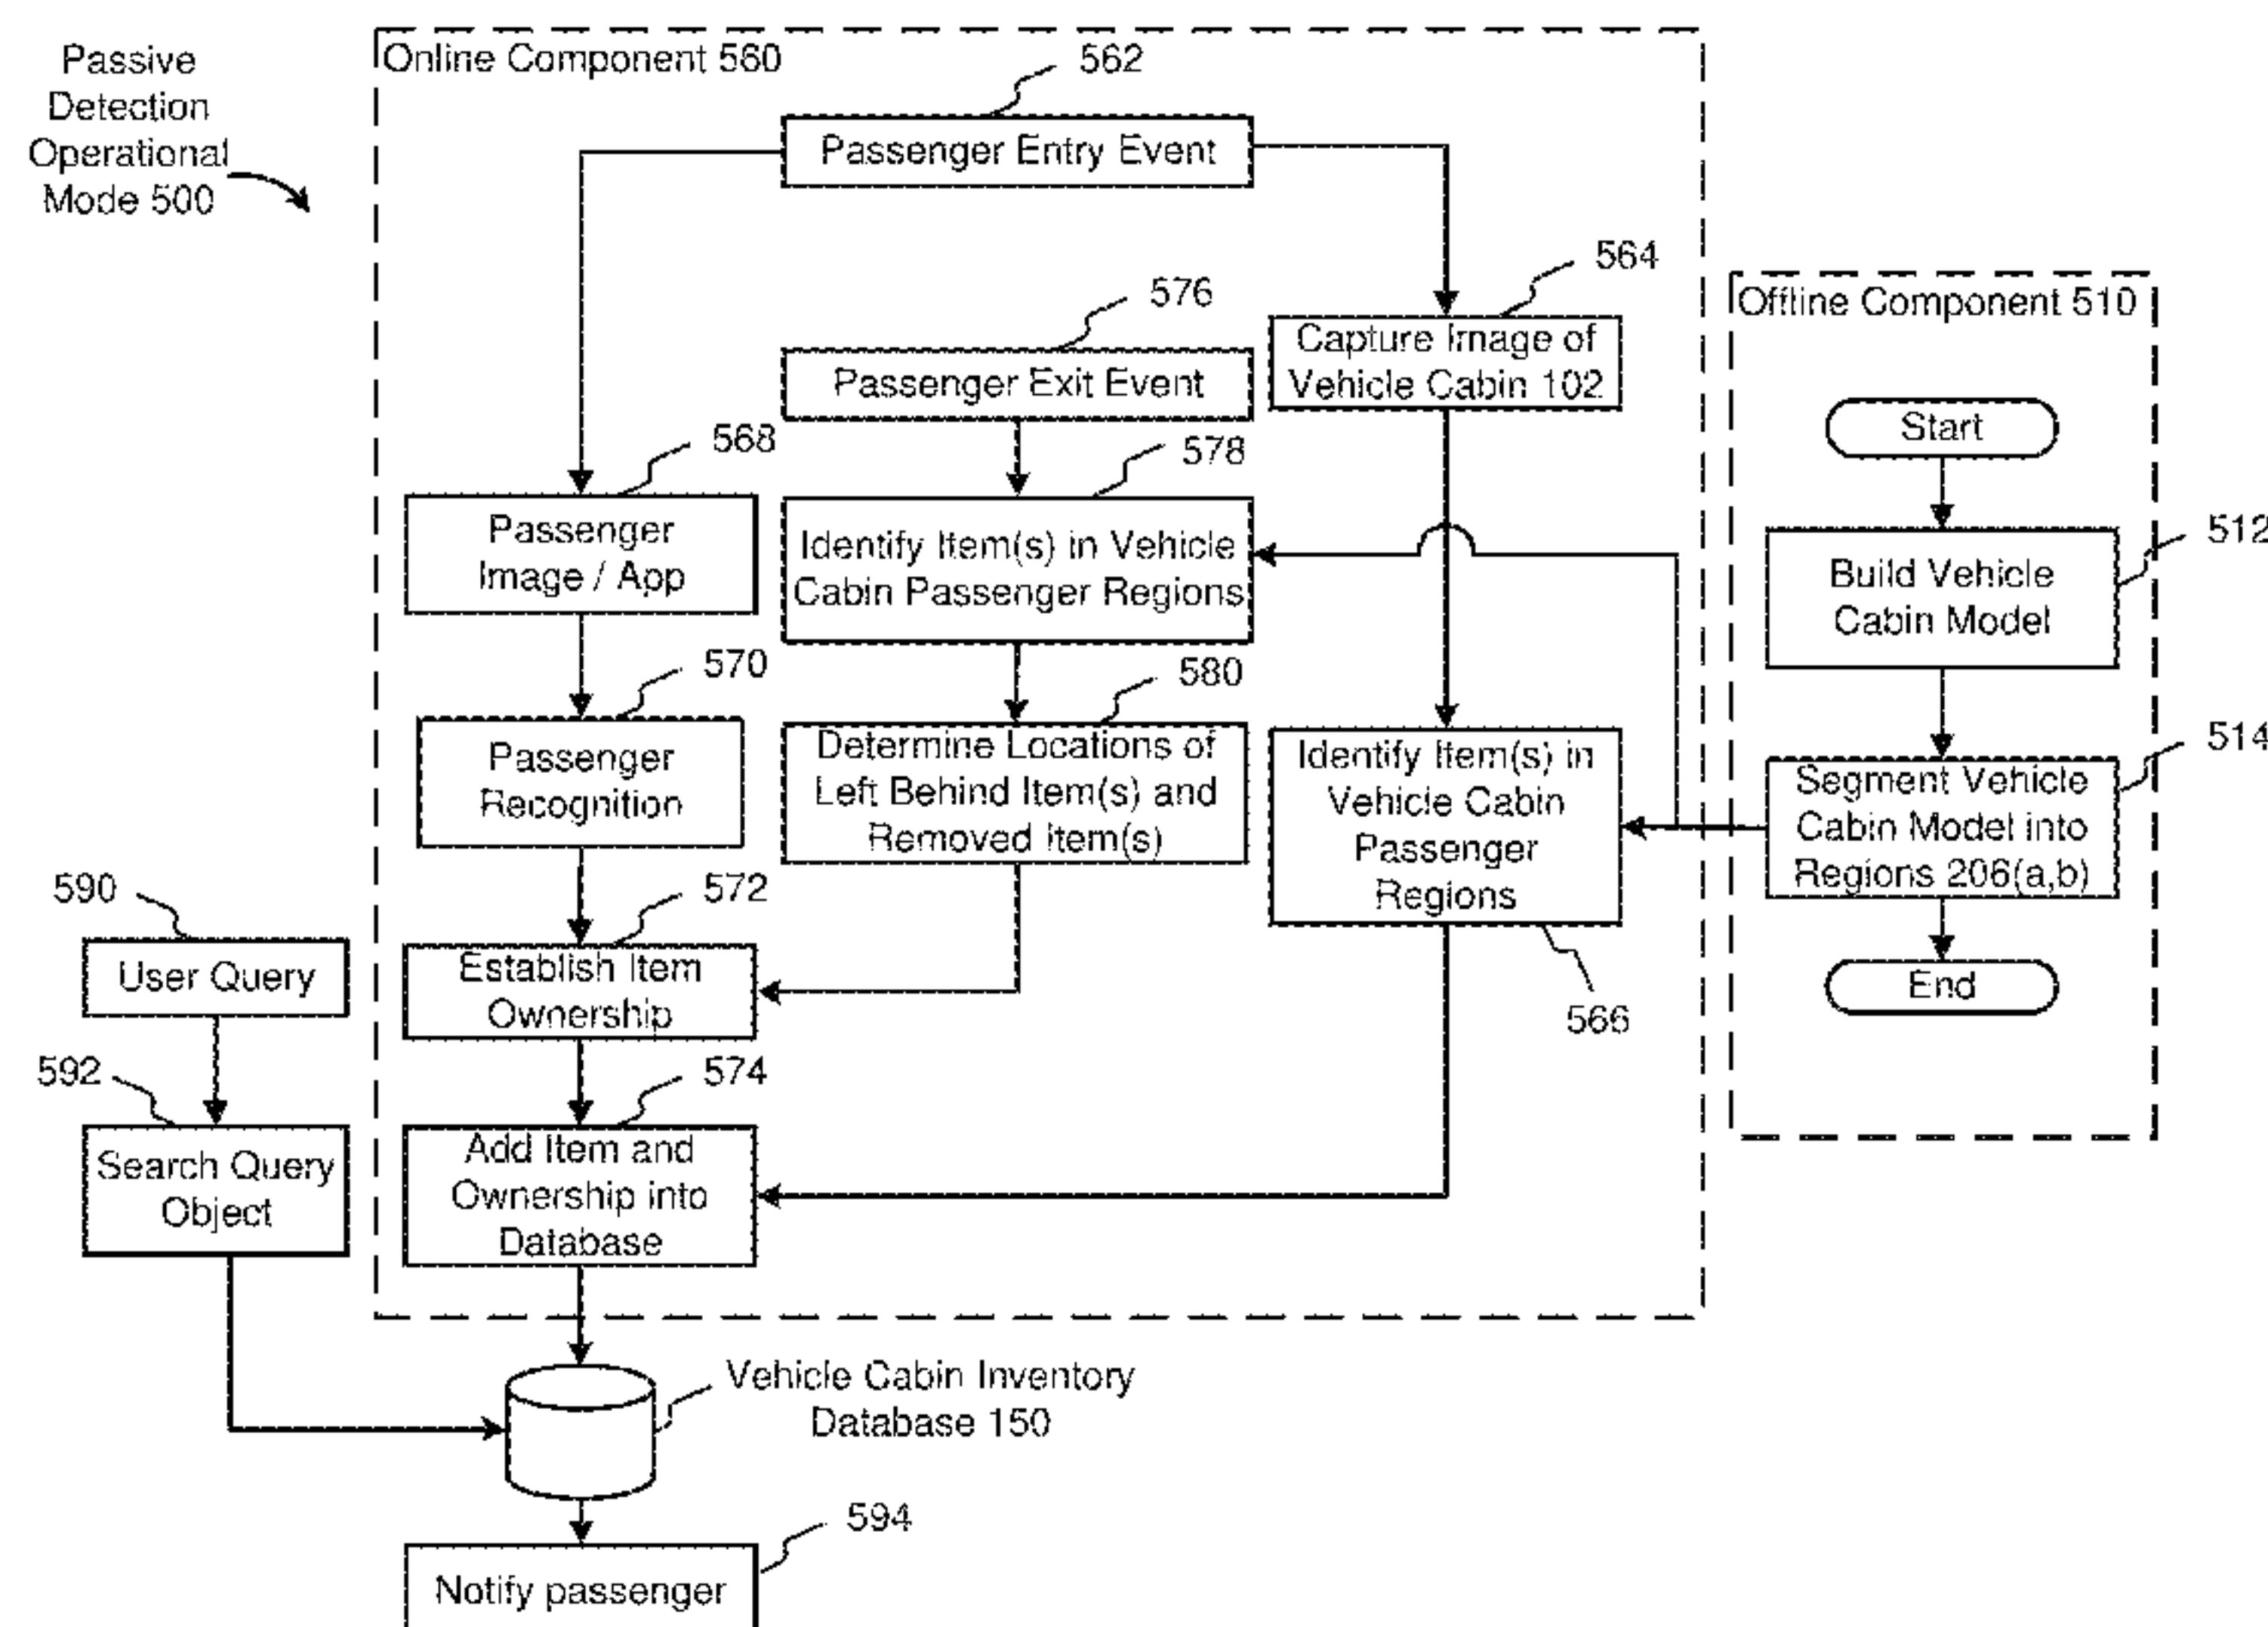 Passive
Detection
Operational
Mode 500
Online Component 560
562
Passenger Entry Event
564
576
Capture Image of
Vehicle Cabin 102
Passenger Exit Event
Offline Component 510
Start
568
578
Passenger
Image / App
Identify Item(s) in Vehicle
Cabin Passenger Regions
512
Build Vehicle
Cabin Model
570
580
Passenger
Recognition
Determine Locations of
Left Behind Item(s) and
Removed Item(s)
Identify Item(s) in
Vehicle Cabin
Passenger
Regions
566
514
Segment Vehicle
Cabin Model into
Regions 206(a,b)
End
590
User Query
572
Establish Item
Ownership
592
Search Query
Object
574
Add Item and
Ownership into
Database
Vehicle Cabin Inventory
Database 150
594
Notify passenger